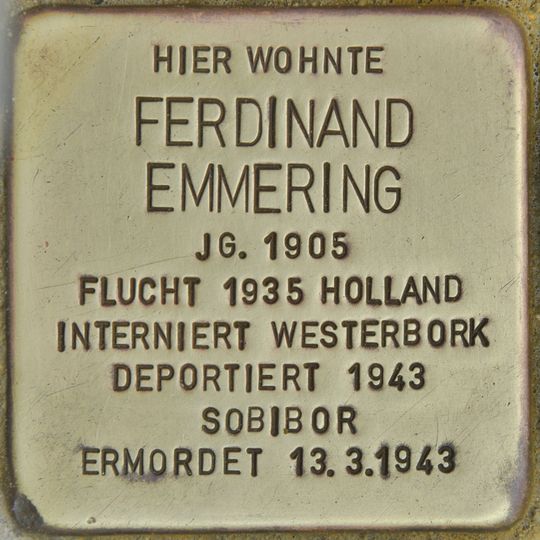 HIER WOHNTE
FERDINAND
EMMERING
JG. 1905
FLUCHT 1935 HOLLAND
INTERNIERT WESTERBORK
DEPORTIERT 1943
SOBIBOR
ERMORDET 13.3.1943